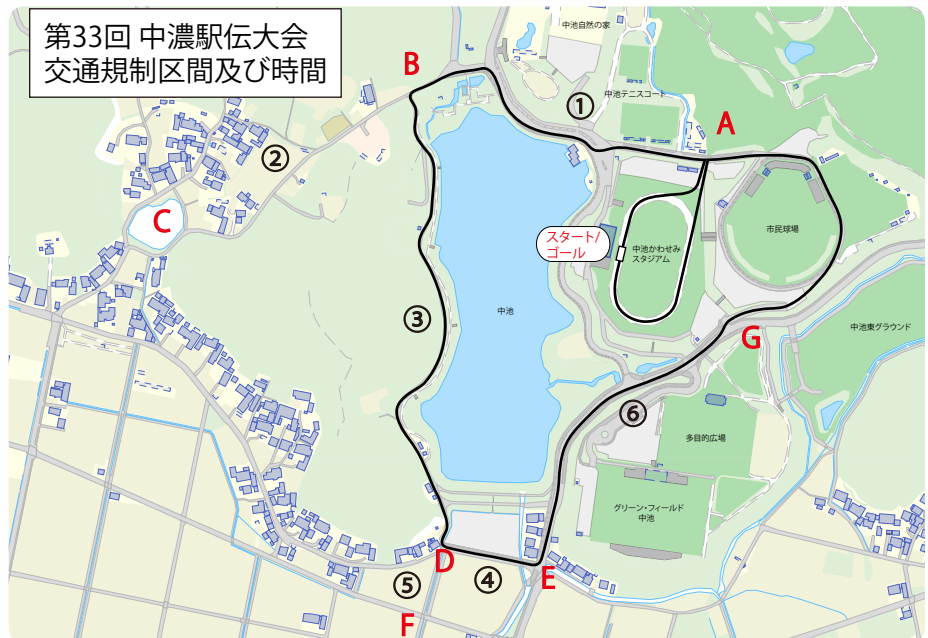 第33回 中濃駅伝大会
交通規制区間及び時間
中池自然の家
B
①
中池テニスコート
A
②
C
市民球場
スタート/
ゴール
中池かわせみ
スタジアム
③
中池
G
中池東グラウンド
⑥
多目的広場
グリーン・フィールド
中池
D
⑤
④
E
F